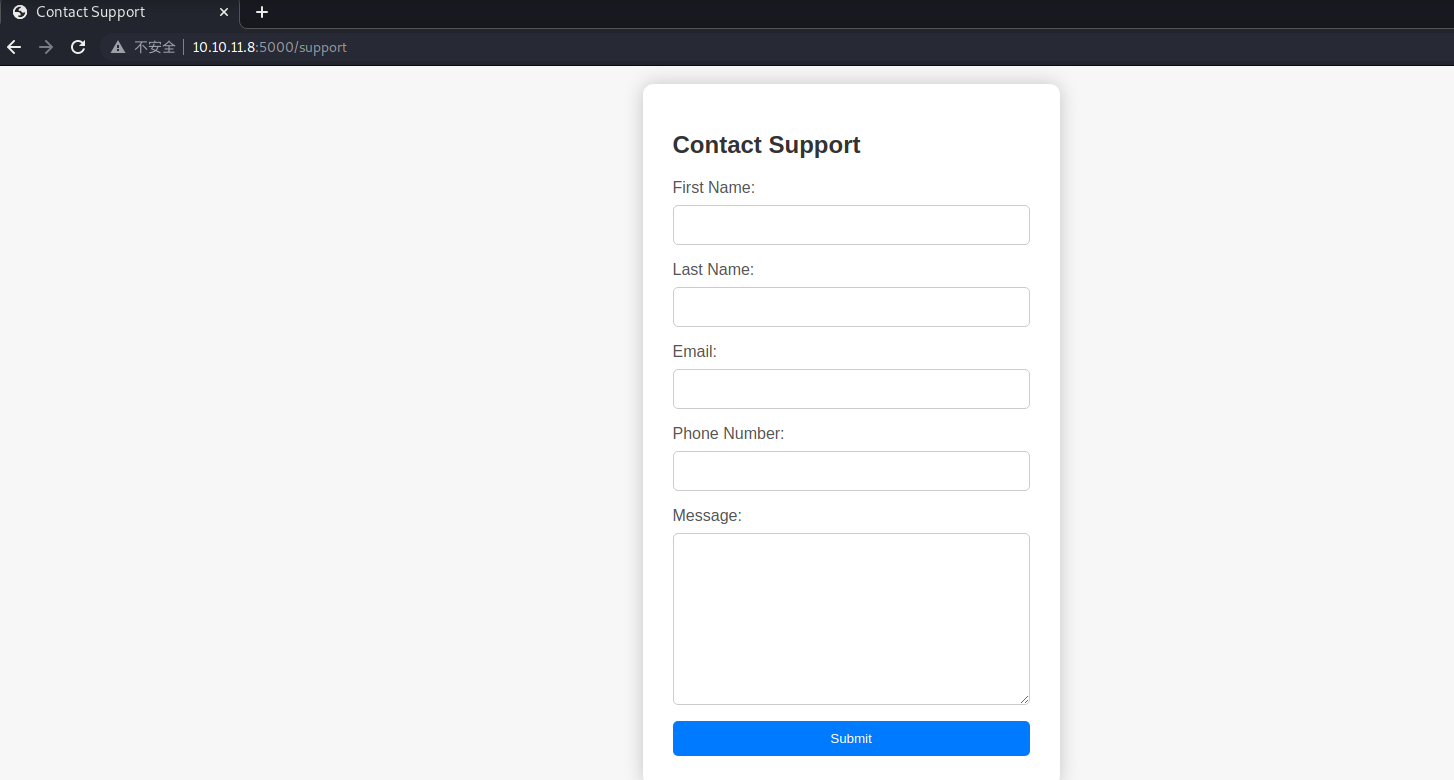 Contact Support
不安全 10.10.11.8:5000/support
Contact Support
First Name:
Last Name:
Email:
Phone Number:
Message:
Submit